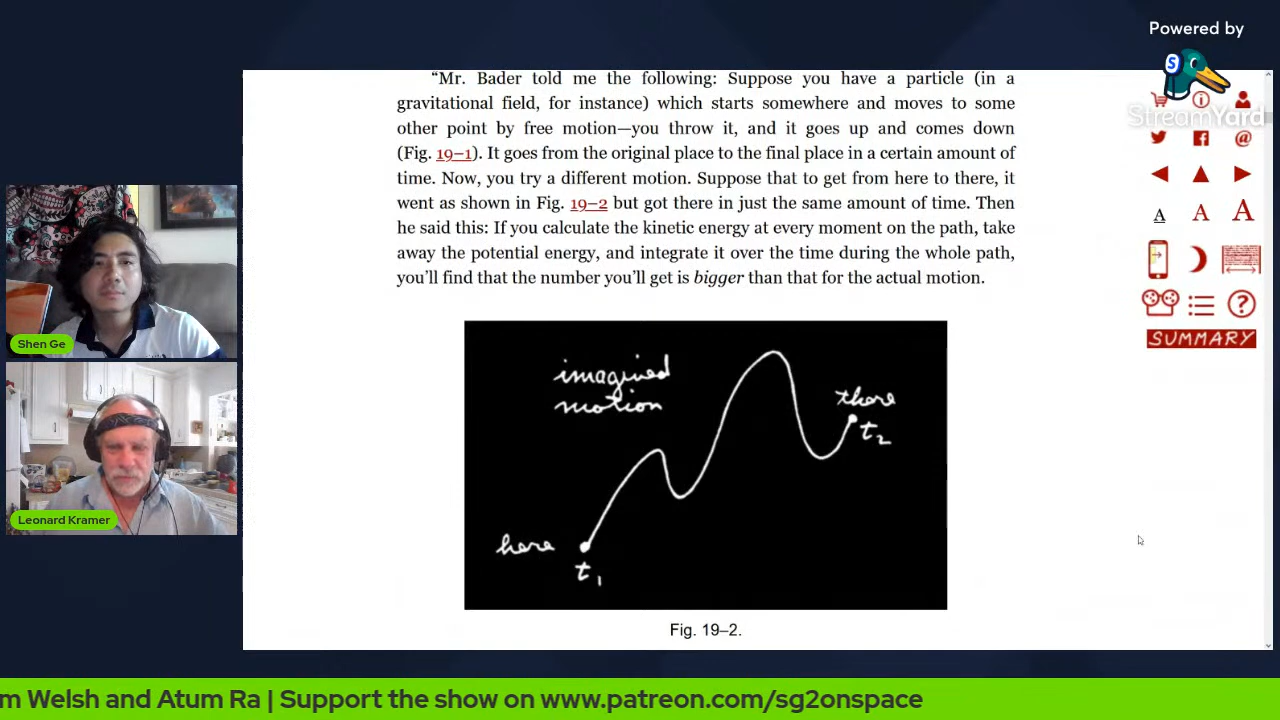 Powered by
S
StreamYard
“Mr. Bader told me the following: Suppose you have a particle (in a
gravitational field, for instance) which starts somewhere and moves to some
other point by free motion—you throw it, and it goes up and comes down
(Fig. 19–1). It goes from the original place to the final place in a certain amount of
time. Now, you try a different motion. Suppose that to get from here to there, it
went as shown in Fig. 19–2 but got there in just the same amount of time. Then
he said this: If you calculate the kinetic energy at every moment on the path, take
away the potential energy, and integrate it over the time during the whole path,
you’ll find that the number you’ll get is bigger than that for the actual motion.
imagined
motion
there
t2
here
t1
Fig. 19–2.
@
A A A
?
SUMMARY
Shen Ge
Leonard Kramer
m Welsh and Atum Ra | Support the show on www.patreon.com/sg2onspace